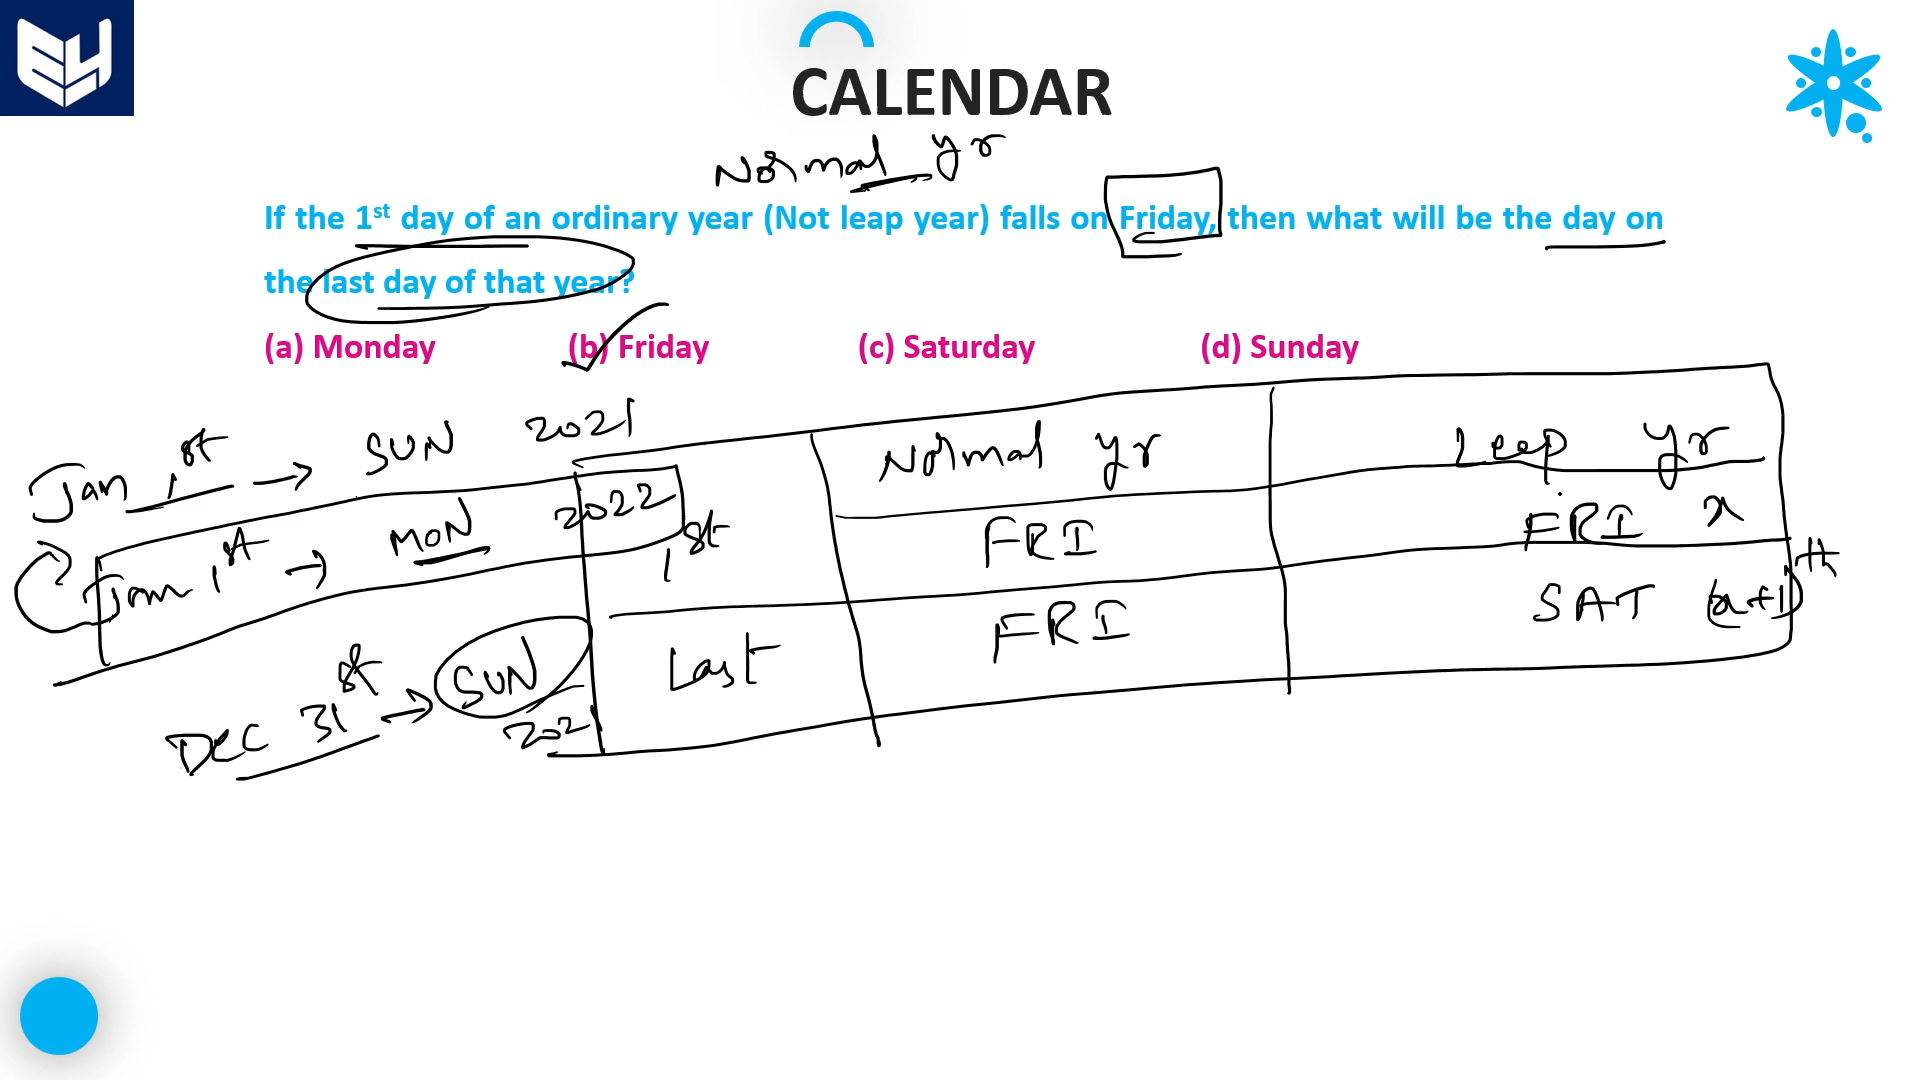 CALENDAR
Normal yr
If the 1st day of an ordinary year (Not leap year) falls on Friday, then what will be the day on
the last day of that year?
(a) Monday (b) Friday (c) Saturday (d) Sunday
Jan 1st → SUN 2021
Jan 1st → MON 2022
DEC 31st → SUN
202
Normal yr Leep yr
1st FRI FRI x
Last FRI SAT (x+1)th